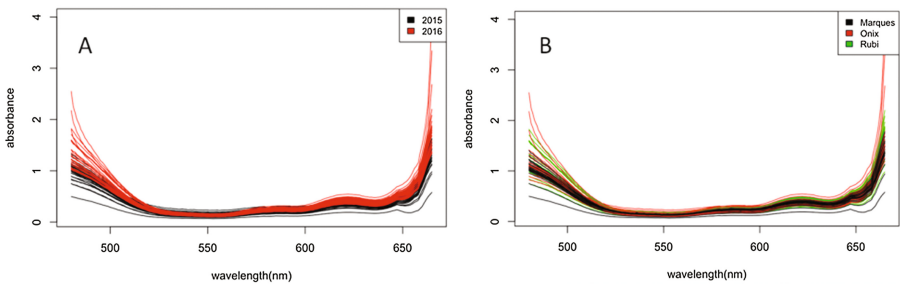 A
2015
2016
absorbance
4
3
2
1
0
500
550
600
650
wavelength(nm)
B
Marques
Onix
Rubi
absorbance
4
3
2
1
0
500
550
600
650
wavelength(nm)